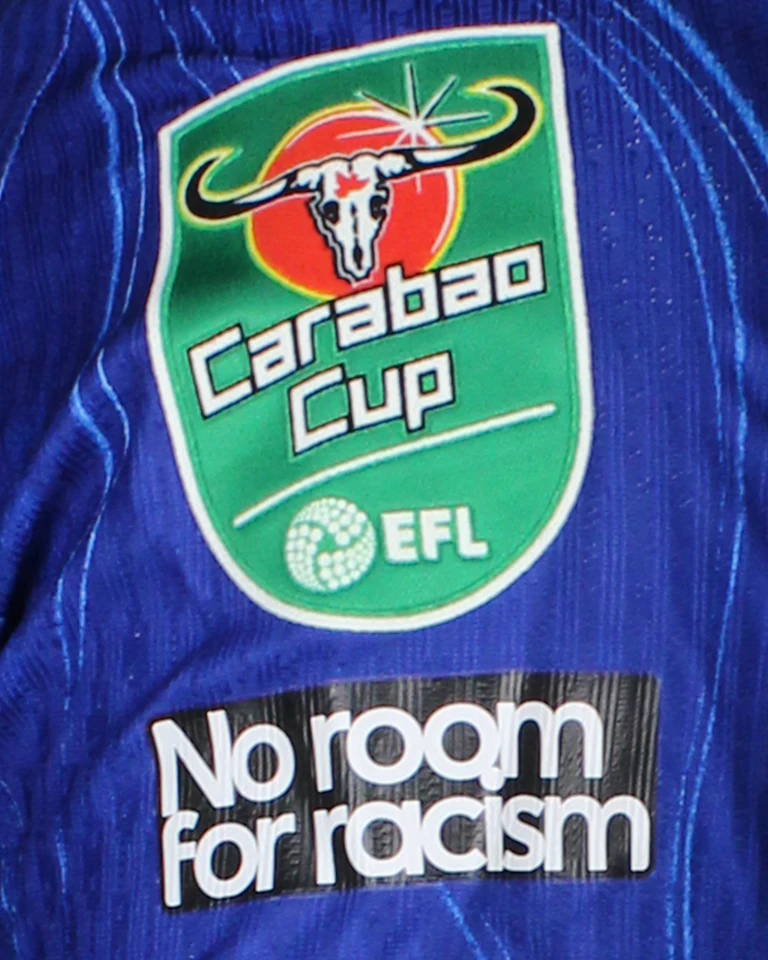 Carabao
Cup
EFL
No room
for racism